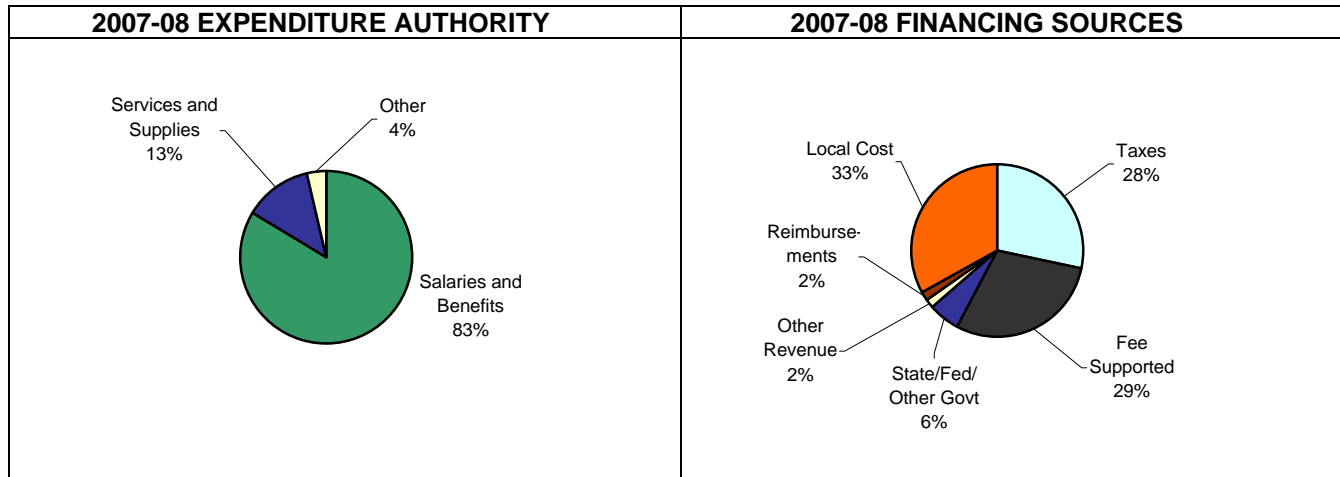 2007-08 EXPENDITURE AUTHORITY
Services and
Supplies
13%
Other
4%
Salaries and
Benefits
83%
2007-08 FINANCING SOURCES
Local Cost
33%
Taxes
28%
Reimburse-
ments
2%
Other
Revenue
2%
State/Fed/
Other Govt
6%
Fee
Supported
29%